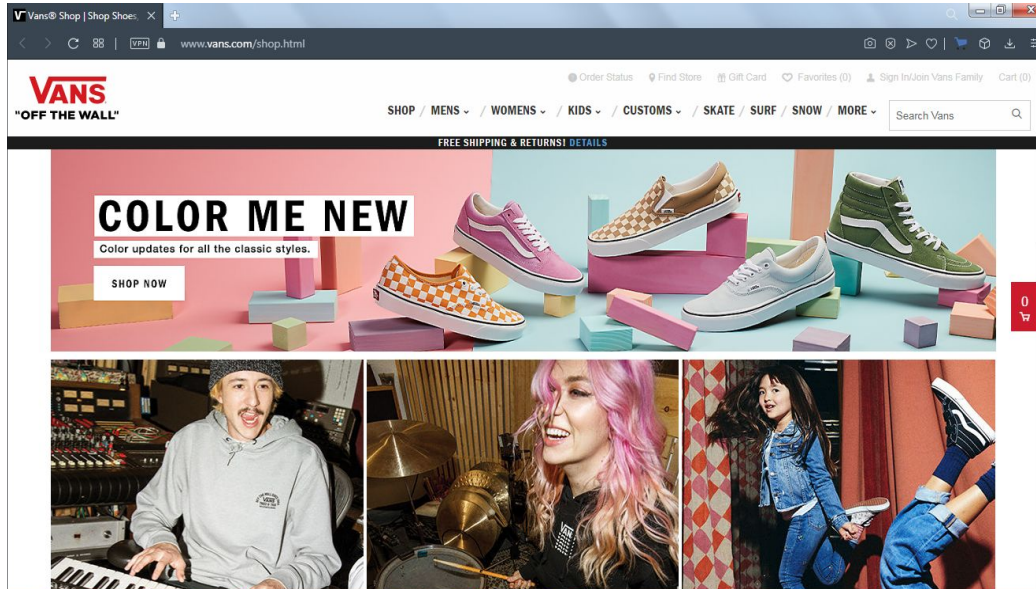 Vans® Shop | Shop Shoes,
VPN www.vans.com/shop.html
Order Status Find Store Gift Card Favorites (0) Sign In/Join Vans Family Cart (0)
VANS
"OFF THE WALL"
SHOP / MENS / WOMENS / KIDS / CUSTOMS / SKATE / SURF / SNOW / MORE
Search Vans
FREE SHIPPING & RETURNS! DETAILS
COLOR ME NEW
Color updates for all the classic styles.
SHOP NOW
0
VANS
VANS